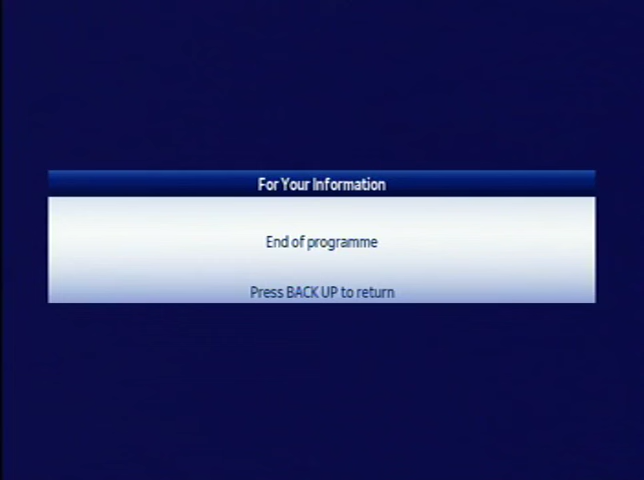 For Your Information
End of programme
Press BACK UP to return